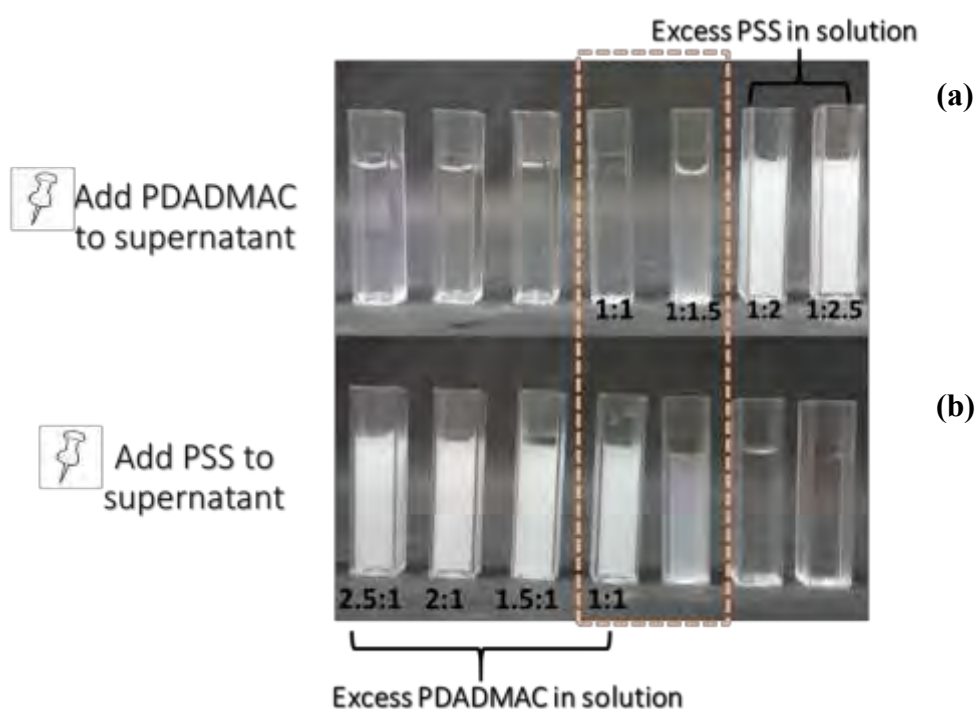 Excess PSS in solution
(a)
Add PDADMAC
to supernatant
1:1 1:1.5 1:2 1:2.5
(b)
Add PSS to
supernatant
2.5:1 2:1 1.5:1 1:1
Excess PDADMAC in solution